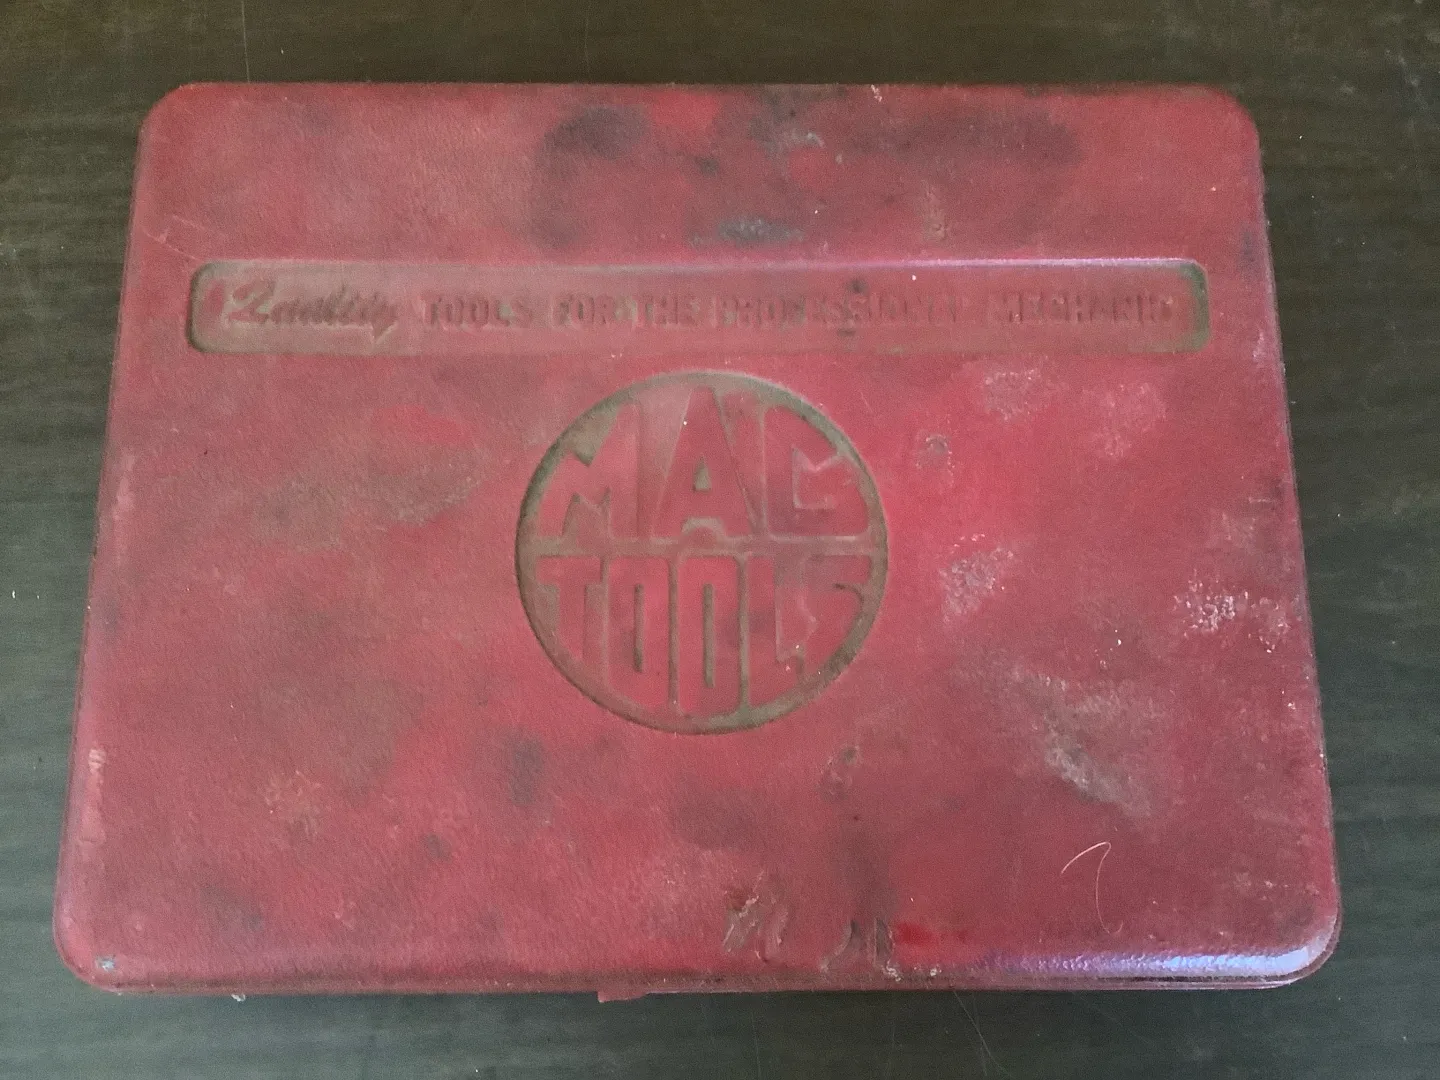 Quality TOOLS FOR THE PROFESSIONAL MECHANIC
MAC
TOOLS